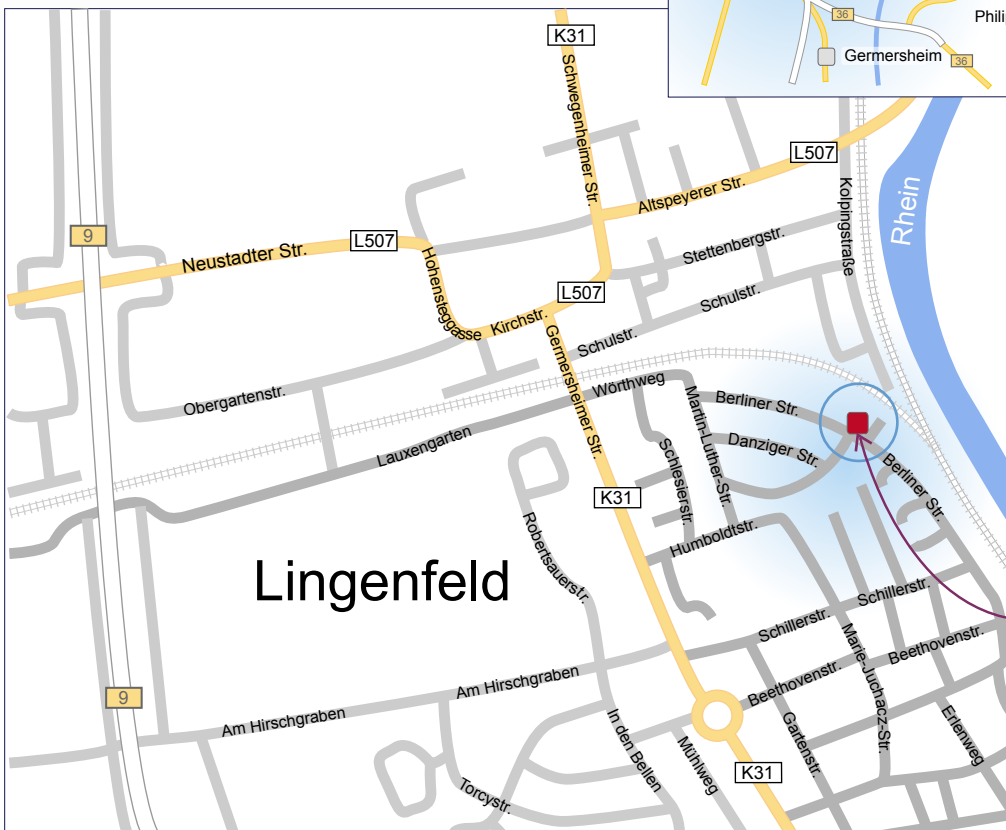 36
Phili
Germersheim
36
K31
Schwegenheimer Str.
L507
Altspeyerer Str.
Kolpingstraße
Rhein
9
Neustadter Str.
L507
Hohensteggasse
Stettenbergstr.
L507
Kirchstr.
Schulstr.
Schulstr.
Germersheimer Str.
Obergartenstr.
Wörthweg
Martin-Luther-Str.
Berliner Str.
Danziger Str.
Berliner Str.
Lauxengarten
Schlesierstr.
K31
Robertsauerstr.
Humboldtstr.
Lingenfeld
Schillerstr.
Schillerstr.
Marie-Juchacz-Str.
Beethovenstr.
Beethovenstr.
Am Hirschgraben
Am Hirschgraben
9
In den Bellen
Mühlweg
Gartenstr.
Erlenweg
K31
Torcystr.